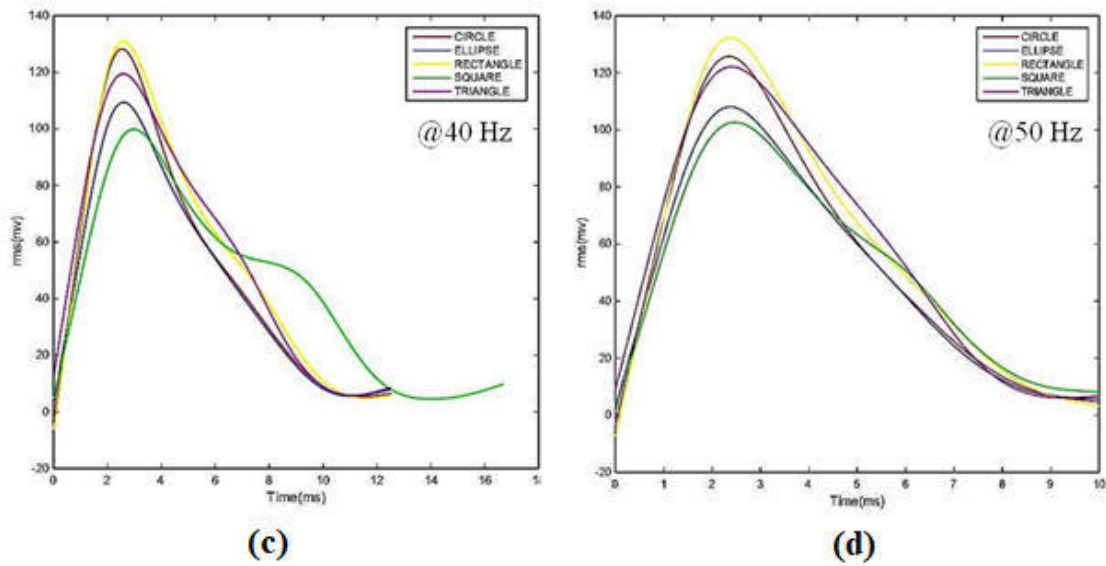 140
120
100
80
60
40
20
0
-20
rms(mv)
0 2 4 6 8 10 12 14 16 1
Time(ms)
CIRCLE
ELLIPSE
RECTANGLE
SQUARE
TRIANGLE
@40 Hz
(c)
140
120
100
80
60
40
20
0
-20
rms(mv)
0 1 2 3 4 5 6 7 8 9 10
Time(ms)
CIRCLE
ELLIPSE
RECTANGLE
SQUARE
TRIANGLE
@50 Hz
(d)